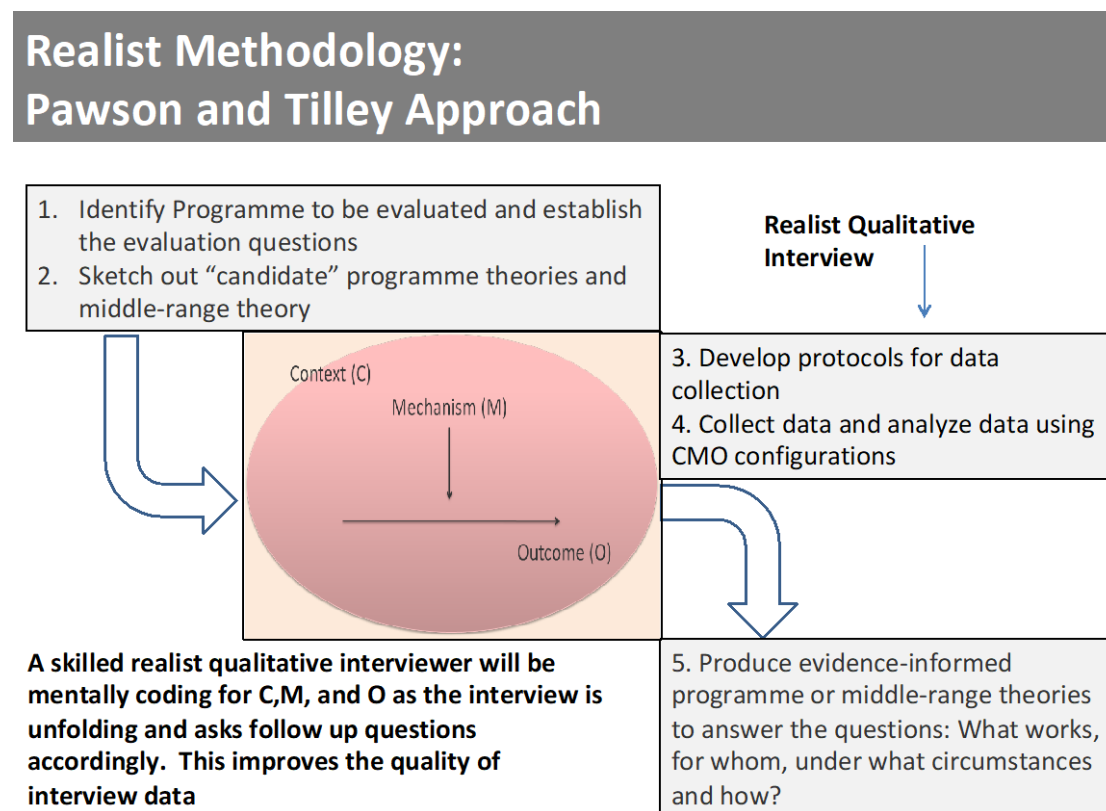 Realist Methodology:
Pawson and Tilley Approach
1. Identify Programme to be evaluated and establish
the evaluation questions
2. Sketch out “candidate” programme theories and
middle-range theory
Realist Qualitative
Interview
Context (C)
Mechanism (M)
Outcome (O)
3. Develop protocols for data
collection
4. Collect data and analyze data using
CMO configurations
A skilled realist qualitative interviewer will be
mentally coding for C,M, and O as the interview is
unfolding and asks follow up questions
accordingly.  This improves the quality of
interview data
5. Produce evidence-informed
programme or middle-range theories
to answer the questions: What works,
for whom, under what circumstances
and how?